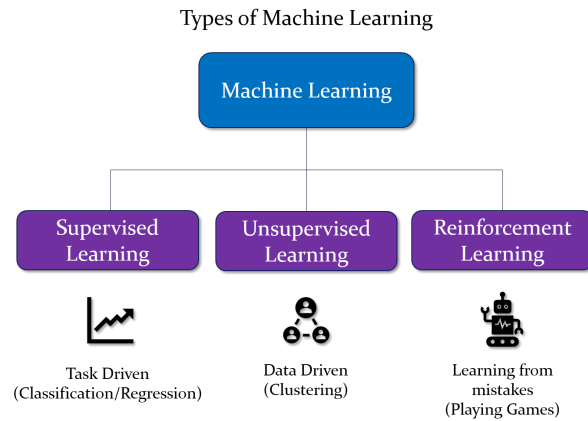 Types of Machine Learning
Machine Learning
Supervised
Learning
Unsupervised
Learning
Reinforcement
Learning
Task Driven
(Classification/Regression)
Data Driven
(Clustering)
Learning from
mistakes
(Playing Games)